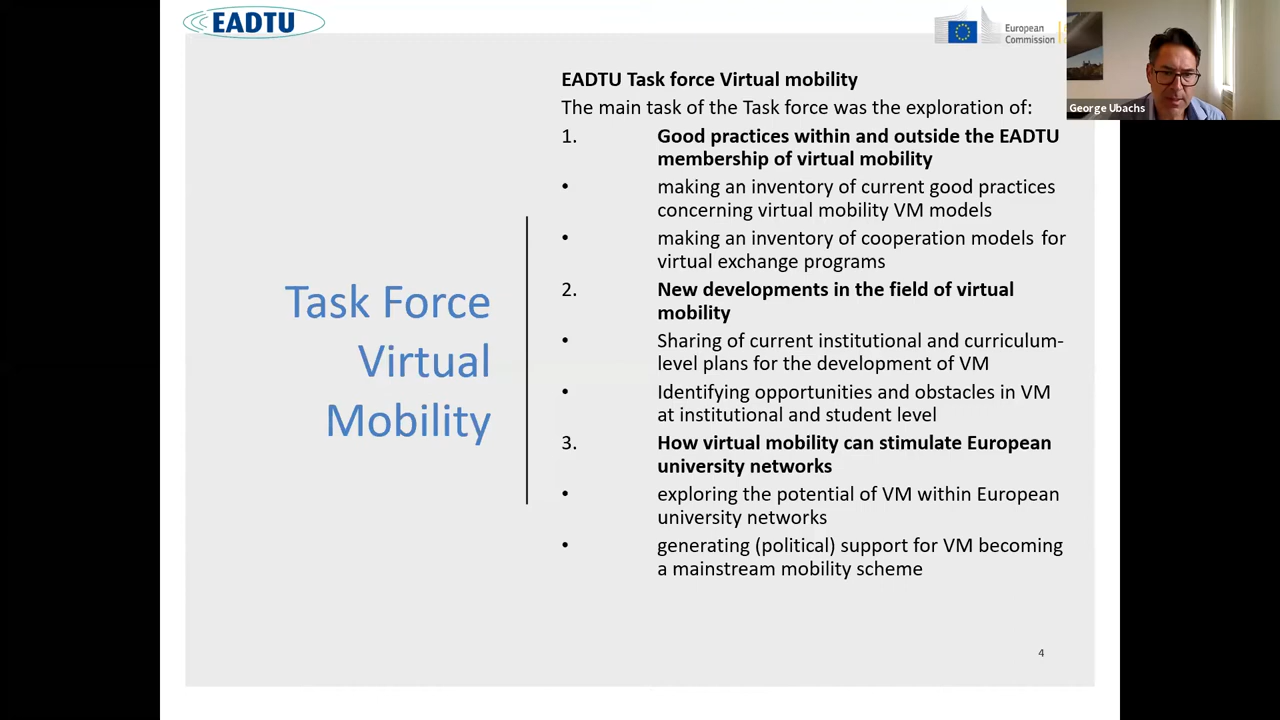 EADTU
European
Commission
George Ubachs
Task Force
Virtual
Mobility
EADTU Task force Virtual mobility
The main task of the Task force was the exploration of:
1. Good practices within and outside the EADTU
membership of virtual mobility
• making an inventory of current good practices
concerning virtual mobility VM models
• making an inventory of cooperation models for
virtual exchange programs
2. New developments in the field of virtual
mobility
• Sharing of current institutional and curriculum-
level plans for the development of VM
• Identifying opportunities and obstacles in VM
at institutional and student level
3. How virtual mobility can stimulate European
university networks
• exploring the potential of VM within European
university networks
• generating (political) support for VM becoming
a mainstream mobility scheme
4